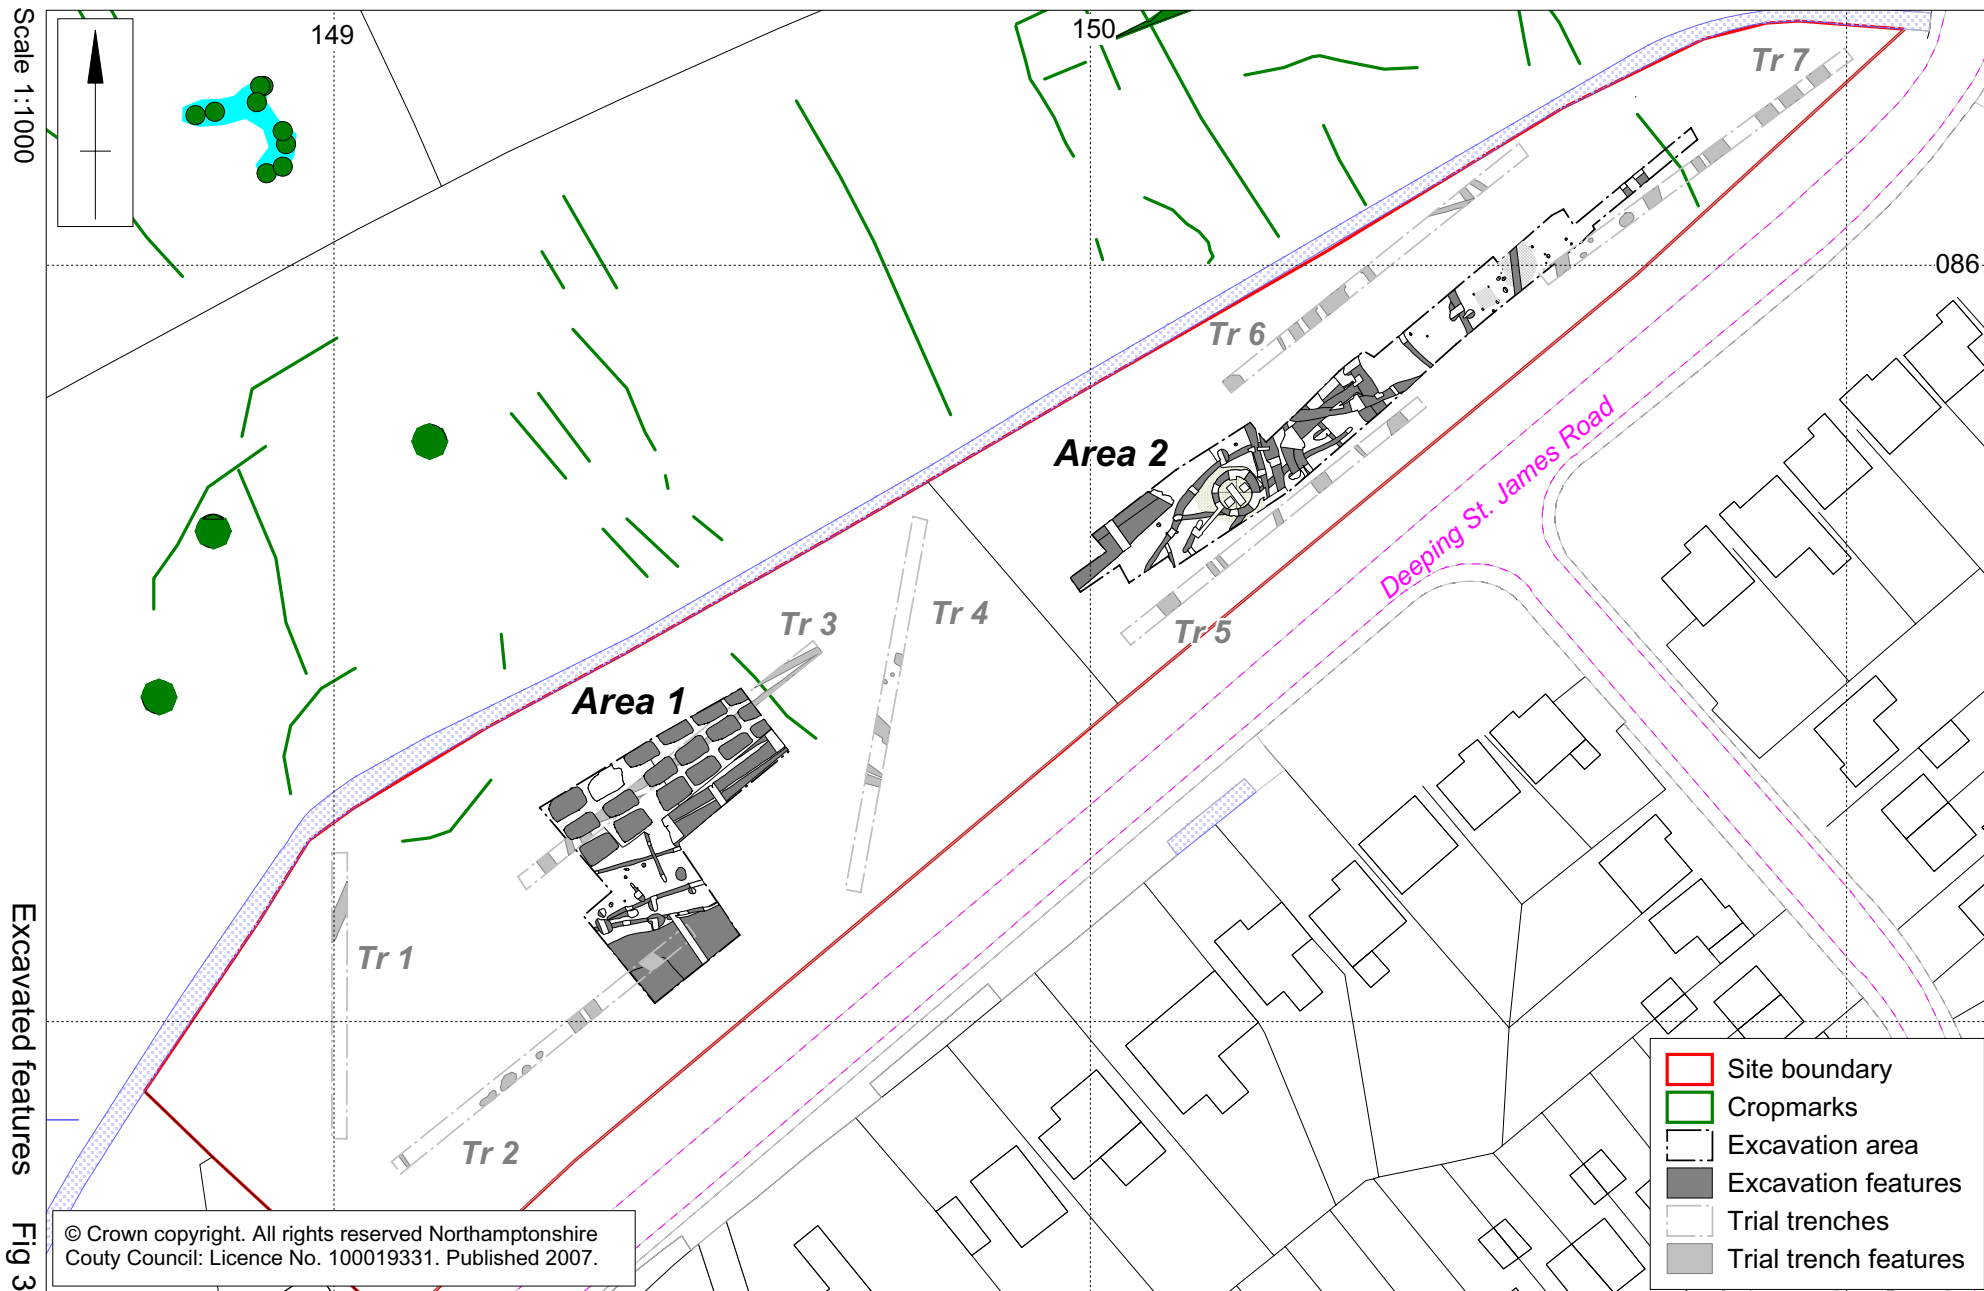 Scale 1:1000
149
150
Tr 7
086
Tr 6
Area 2
Deeping St. James Road
Tr 3
Tr 4
Tr 5
Area 1
Tr 1
Tr 2
Site boundary
Cropmarks
Excavation area
Excavation features
Trial trenches
Trial trench features
© Crown copyright. All rights reserved Northamptonshire
Couty Council: Licence No. 100019331. Published 2007.
Excavated features Fig 3